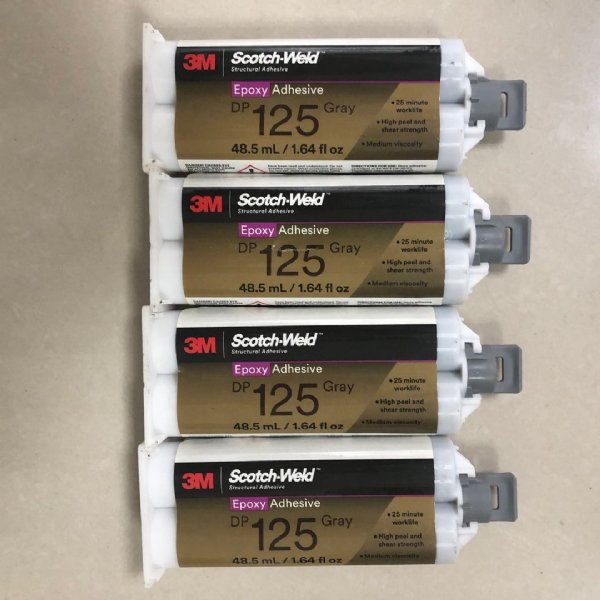 3M Scotch-Weld™
Structural Adhesive
Epoxy Adhesive
DP 125 Gray
48.5 mL / 1.64 fl oz
• 25 minute
worklife
• High peel and
shear strength
• Medium viscosity
3M Scotch-Weld™
Structural Adhesive
Epoxy Adhesive
DP 125 Gray
48.5 mL / 1.64 fl oz
• 25 minute
worklife
• High peel and
shear strength
• Medium viscosity
3M Scotch-Weld™
Structural Adhesive
Epoxy Adhesive
DP 125 Gray
48.5 mL / 1.64 fl oz
• 25 minute
worklife
• High peel and
shear strength
• Medium viscosity
3M Scotch-Weld™
Structural Adhesive
Epoxy Adhesive
DP 125 Gray
48.5 mL / 1.64 fl oz
• 25 minute
worklife
• High peel and
shear strength
• Medium viscosity